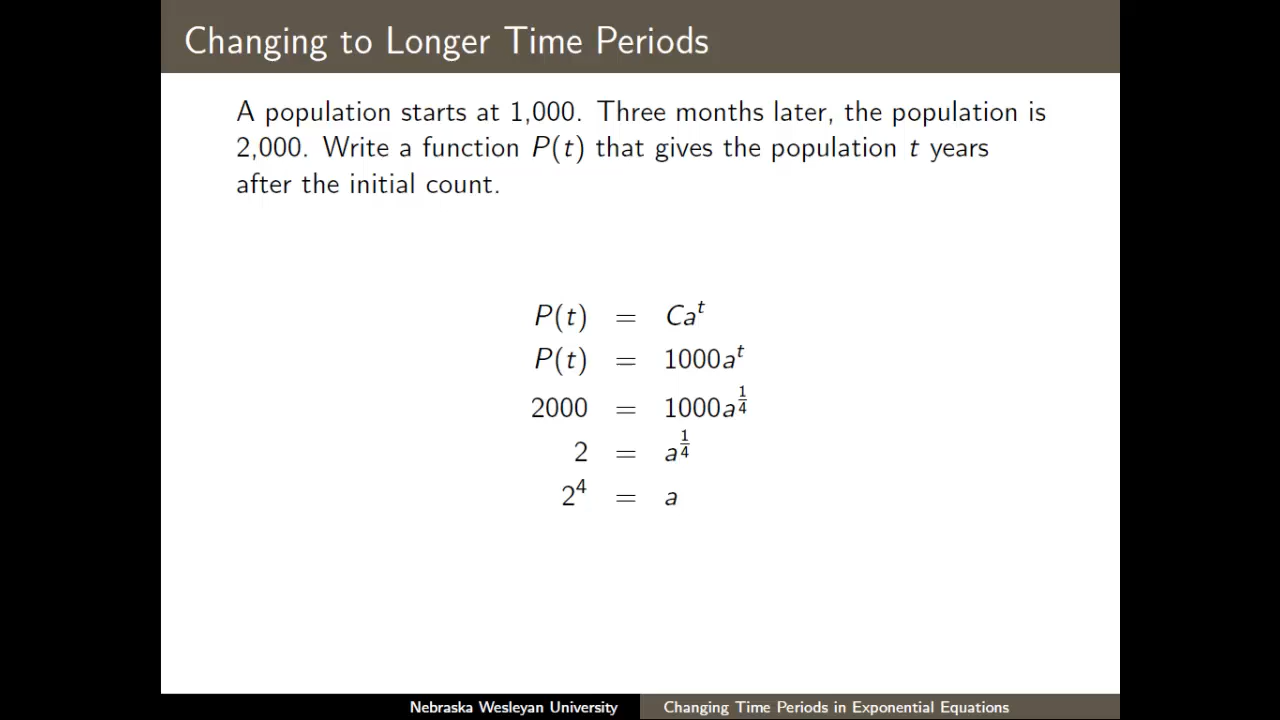 Changing to Longer Time Periods
A population starts at 1,000. Three months later, the population is
2,000. Write a function P(t) that gives the population t years
after the initial count.
P(t) = Ca^t
P(t) = 1000a^t
2000 = 1000a^{1/4}
2 = a^{1/4}
2^4 = a
Nebraska Wesleyan University
Changing Time Periods in Exponential Equations